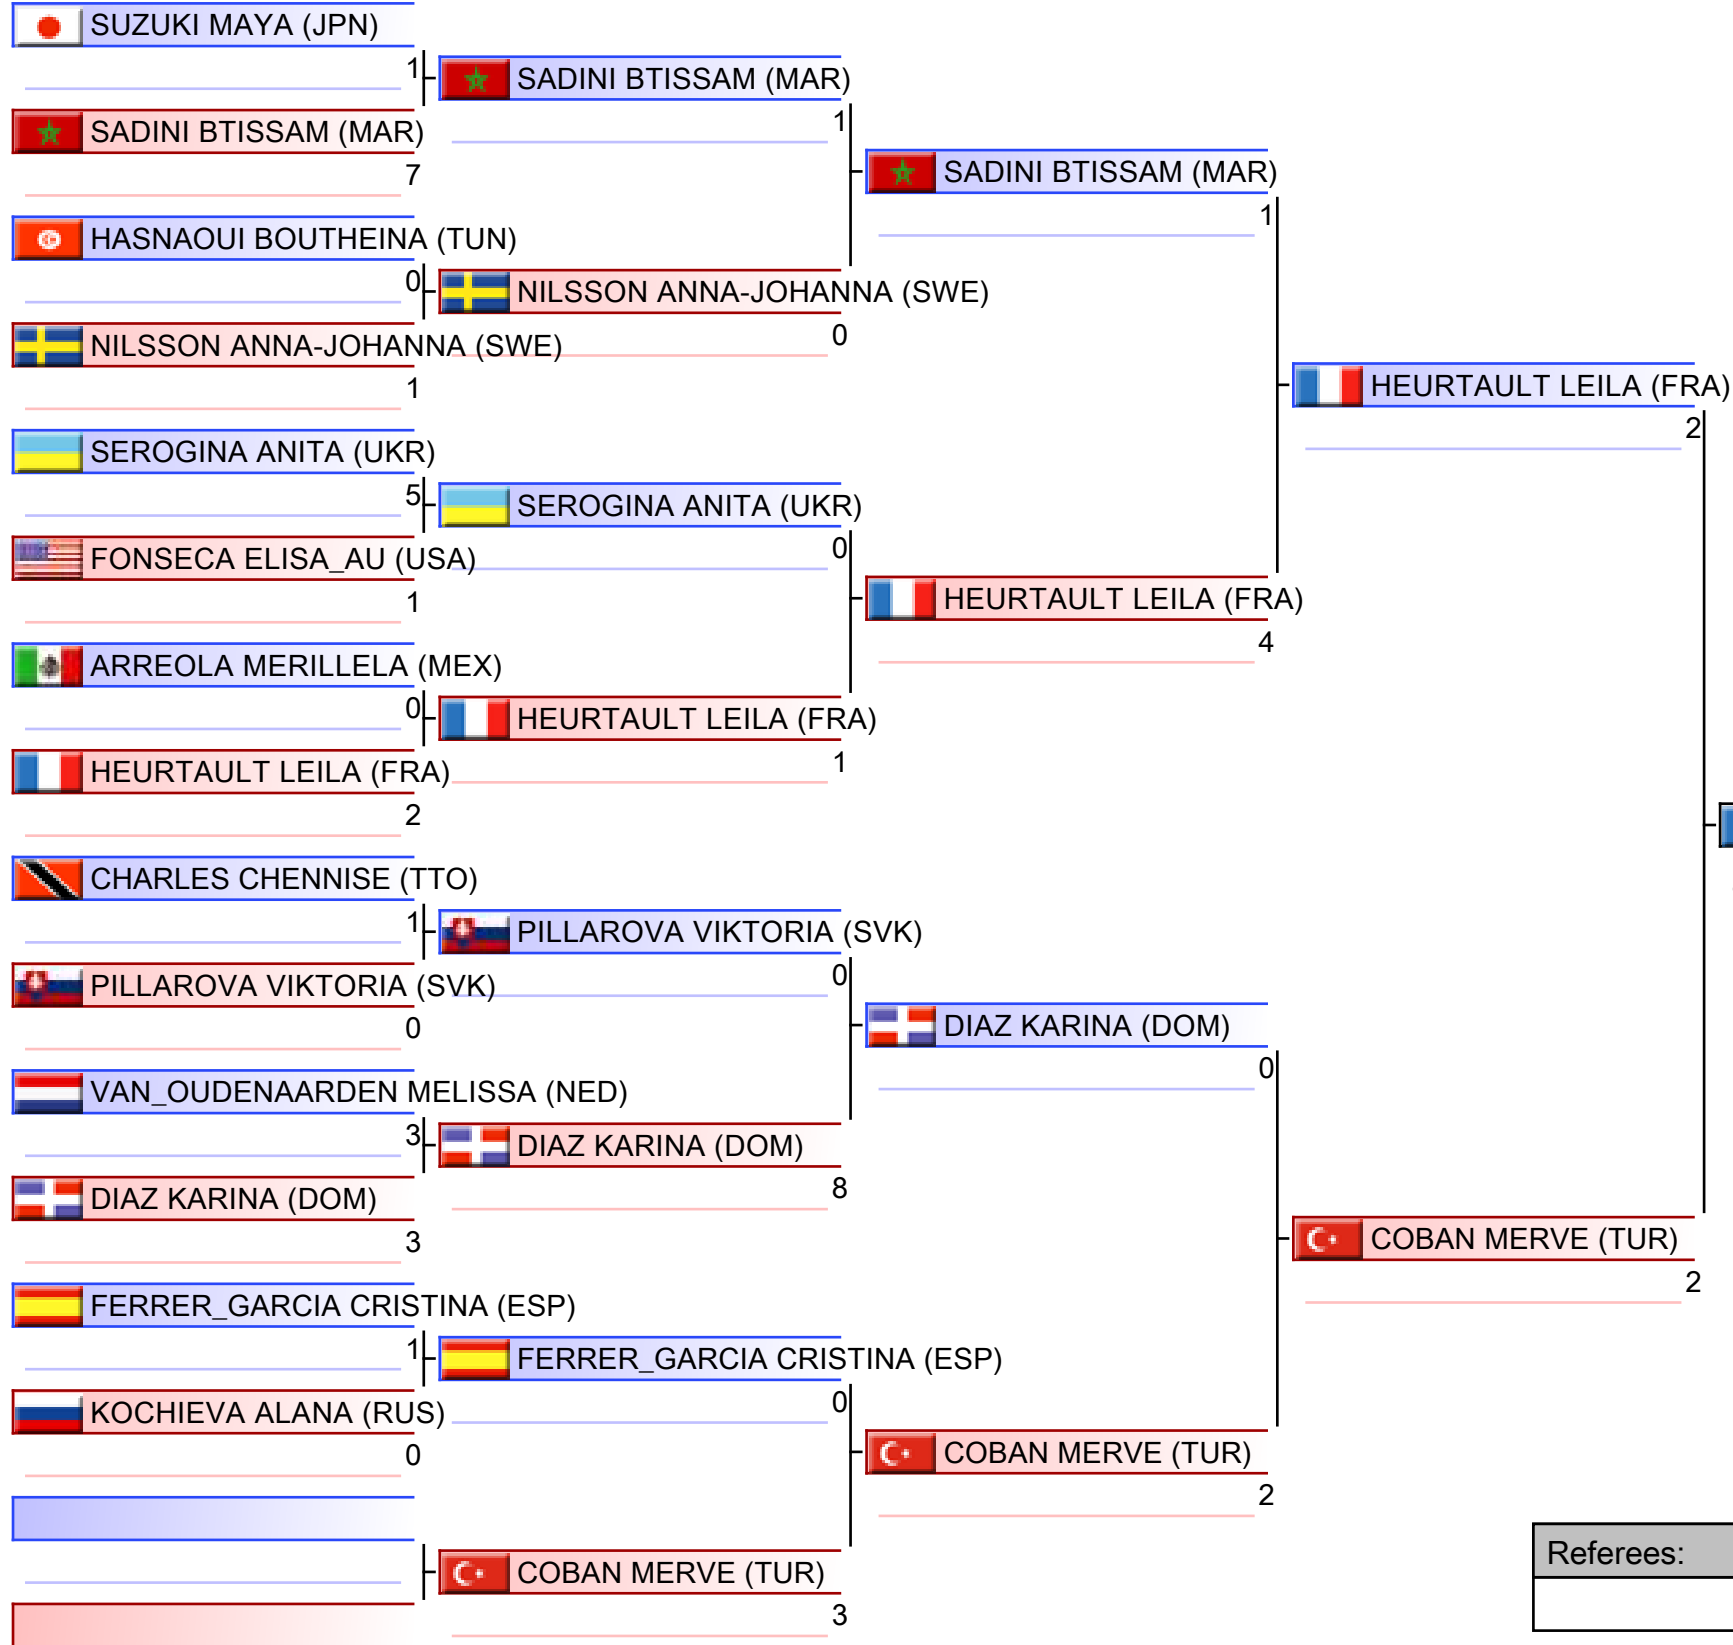 SUZUKI MAYA (JPN)
1
SADINI BTISSAM (MAR)
7
HASNAOUI BOUTHEINA (TUN)
0
NILSSON ANNA-JOHANNA (SWE)
1
SEROGINA ANITA (UKR)
5
FONSECA ELISA_AU (USA)
1
ARREOLA MERILLELA (MEX)
0
HEURTAULT LEILA (FRA)
2
CHARLES CHENNISE (TTO)
1
PILLAROVA VIKTORIA (SVK)
0
VAN_OUDENAARDEN MELISSA (NED)
3
DIAZ KARINA (DOM)
3
FERRER_GARCIA CRISTINA (ESP)
1
KOCHIEVA ALANA (RUS)
0
SADINI BTISSAM (MAR)
1
NILSSON ANNA-JOHANNA (SWE)
0
SEROGINA ANITA (UKR)
0
HEURTAULT LEILA (FRA)
1
PILLAROVA VIKTORIA (SVK)
0
DIAZ KARINA (DOM)
8
FERRER_GARCIA CRISTINA (ESP)
0
COBAN MERVE (TUR)
3
SADINI BTISSAM (MAR)
1
HEURTAULT LEILA (FRA)
4
DIAZ KARINA (DOM)
0
COBAN MERVE (TUR)
2
HEURTAULT LEILA (FRA)
2
COBAN MERVE (TUR)
2
Referees: